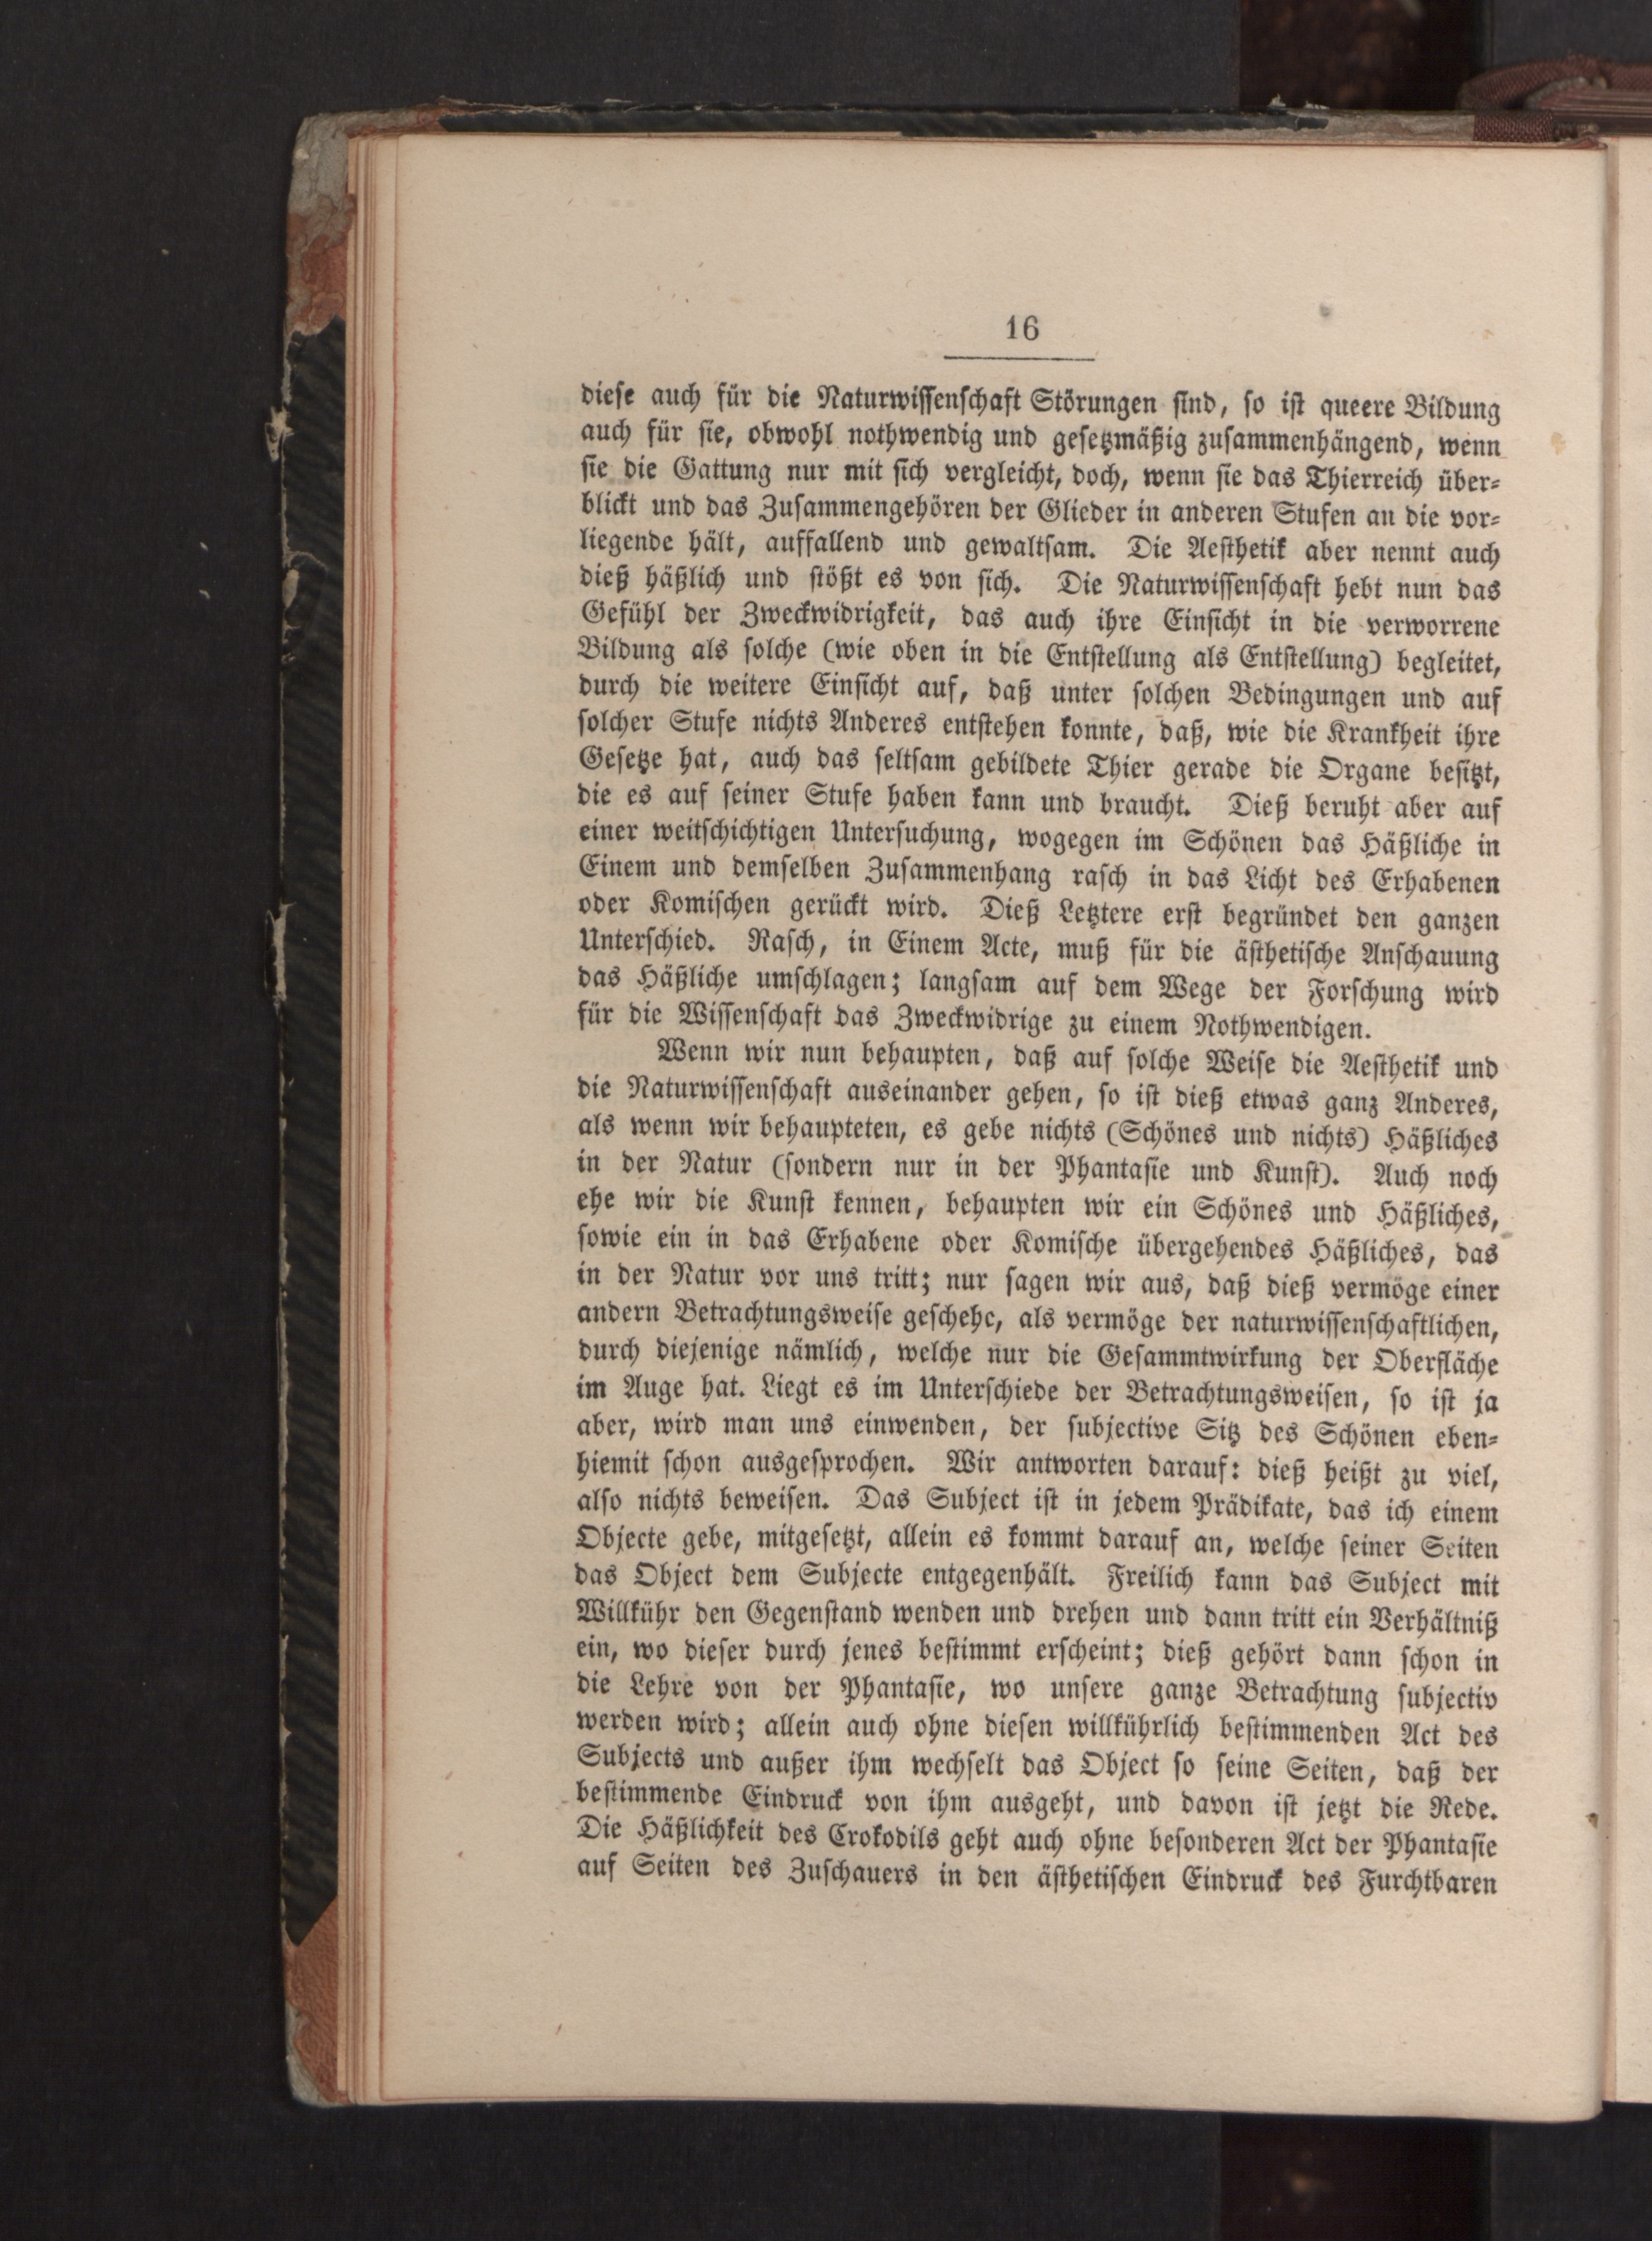 16
diese auch für die Naturwissenschaft Störungen sind, so ist queere Bildung
auch für sie, obwohl nothwendig und gesetzmäßig zusammenhängend, wenn
sie die Gattung nur mit sich vergleicht, doch, wenn sie das Thierreich über-
blickt und das Zusammengehören der Glieder in anderen Stufen an die vor-
liegende hält, auffallend und gewaltsam. Die Aesthetik aber nennt auch
dieß häßlich und stößt es von sich. Die Naturwissenschaft hebt nun das
Gefühl der Zweckwidrigkeit, das auch ihre Einsicht in die verworrene
Bildung als solche (wie oben in die Entstellung als Entstellung) begleitet,
durch die weitere Einsicht auf, daß unter solchen Bedingungen und auf
solcher Stufe nichts Anderes entstehen konnte, daß, wie die Krankheit ihre
Gesetze hat, auch das seltsam gebildete Thier gerade die Organe besitzt,
die es auf seiner Stufe haben kann und braucht. Dieß beruht aber auf
einer weitschichtigen Untersuchung, wogegen im Schönen das Häßliche in
Einem und demselben Zusammenhang rasch in das Licht des Erhabenen
oder Komischen gerückt wird. Dieß Letztere erst begründet den ganzen
Unterschied. Rasch, in Einem Acte, muß für die ästhetische Anschauung
das Häßliche umschlagen; langsam auf dem Wege der Forschung wird
für die Wissenschaft das Zweckwidrige zu einem Nothwendigen.
Wenn wir nun behaupten, daß auf solche Weise die Aesthetik und
die Naturwissenschaft auseinander gehen, so ist dieß etwas ganz Anderes,
als wenn wir behaupteten, es gebe nichts (Schönes und nichts) Häßliches
in der Natur (sondern nur in der Phantasie und Kunst). Auch noch
ehe wir die Kunst kennen, behaupten wir ein Schönes und Häßliches,
sowie ein in das Erhabene oder Komische übergehendes Häßliches, das
in der Natur vor uns tritt; nur sagen wir aus, daß dieß vermöge einer
andern Betrachtungsweise geschehe, als vermöge der naturwissenschaftlichen,
durch diejenige nämlich, welche nur die Gesammtwirkung der Oberfläche
im Auge hat. Liegt es im Unterschiede der Betrachtungsweisen, so ist ja
aber, wird man uns einwenden, der subjective Sitz des Schönen eben-
hiemit schon ausgesprochen. Wir antworten darauf: dieß heißt zu viel,
also nichts beweisen. Das Subject ist in jedem Prädikate, das ich einem
Objecte gebe, mitgesetzt, allein es kommt darauf an, welche seiner Seiten
das Object dem Subjecte entgegenhält. Freilich kann das Subject mit
Willkühr den Gegenstand wenden und drehen und dann tritt ein Verhältniß
ein, wo dieser durch jenes bestimmt erscheint; dieß gehört dann schon in
die Lehre von der Phantasie, wo unsere ganze Betrachtung subjectiv
werden wird; allein auch ohne diesen willkührlich bestimmenden Act des
Subjects und außer ihm wechselt das Object so seine Seiten, daß der
bestimmende Eindruck von ihm ausgeht, und davon ist jetzt die Rede.
Die Häßlichkeit des Crokodils geht auch ohne besonderen Act der Phantasie
auf Seiten des Zuschauers in den ästhetischen Eindruck des Furchtbaren